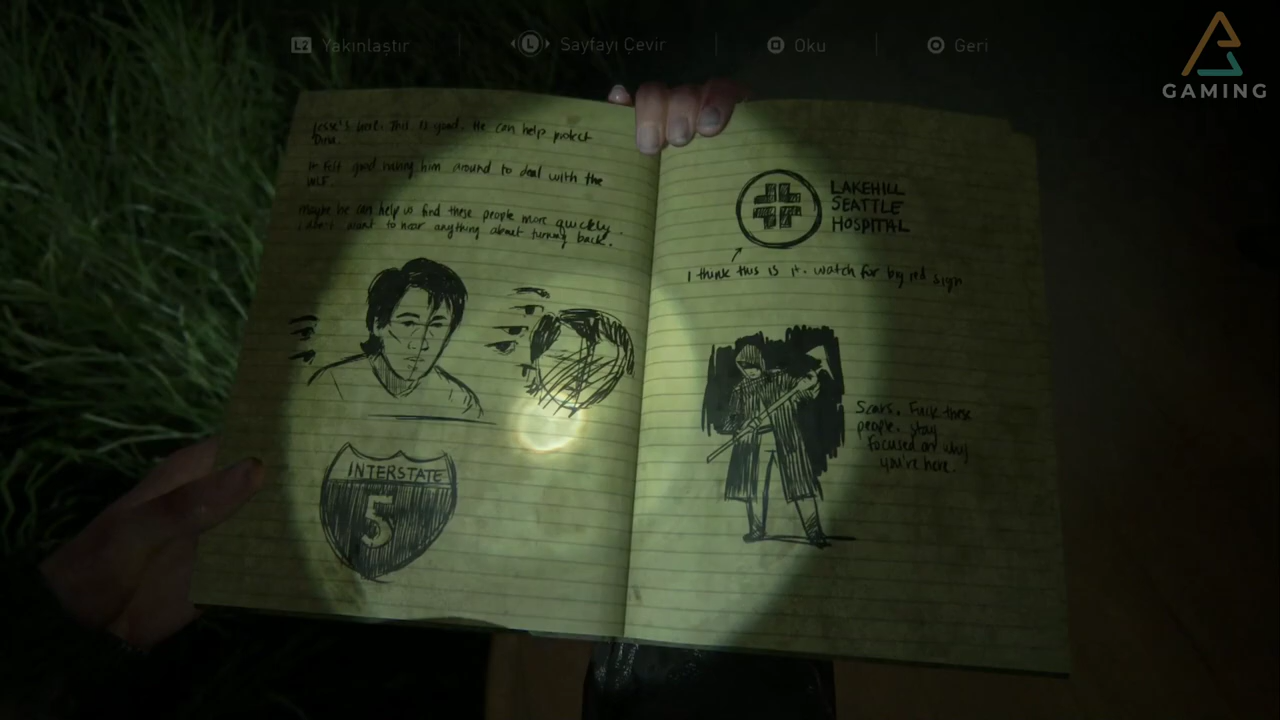 L2 Yakınlaştır
L Sayfayı Çevir
Oku
Geri
GAMING
Jesse's here. This is good. He can help protect
Dina.
It felt good having him around to deal with the
WLF.
maybe he can help us find these people more quickly.
I don't want to hear anything about turning back.
INTERSTATE
5
LAKEHILL
SEATTLE
HOSPITAL
I think this is it. watch for big red sign
Scars. Fuck these
people. stay
focused on why
you're here.